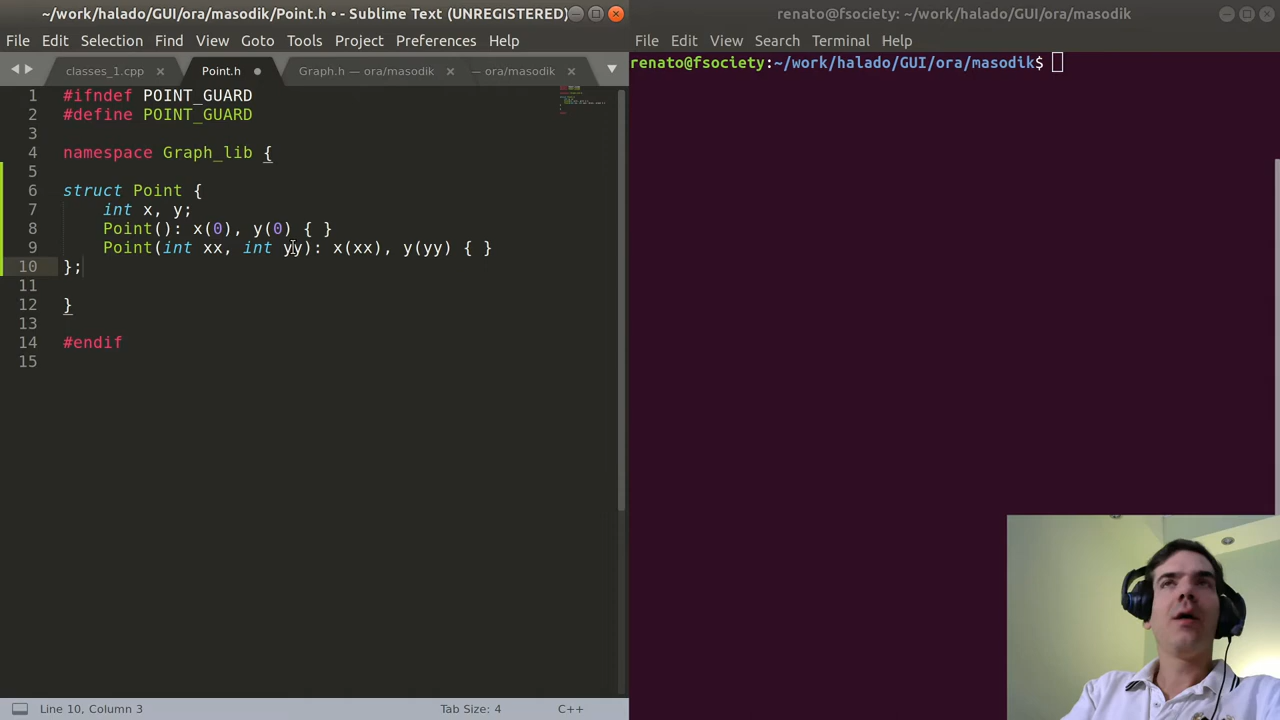 ~/work/halado/GUI/ora/masodik/Point.h • - Sublime Text (UNREGISTERED)
File Edit Selection Find View Goto Tools Project Preferences Help
classes_1.cpp Point.h Graph.h — ora/masodik — ora/masodik
1 #ifndef POINT_GUARD
2 #define POINT_GUARD
3
4 namespace Graph_lib {
5
6 struct Point {
7 int x, y;
8 Point(): x(0), y(0) { }
9 Point(int xx, int yy): x(xx), y(yy) { }
10 };
11
12 }
13
14 #endif
15
Line 10, Column 3 Tab Size: 4 C++
renato@fsociety: ~/work/halado/GUI/ora/masodik
File Edit View Search Terminal Help
renato@fsociety:~/work/halado/GUI/ora/masodik$